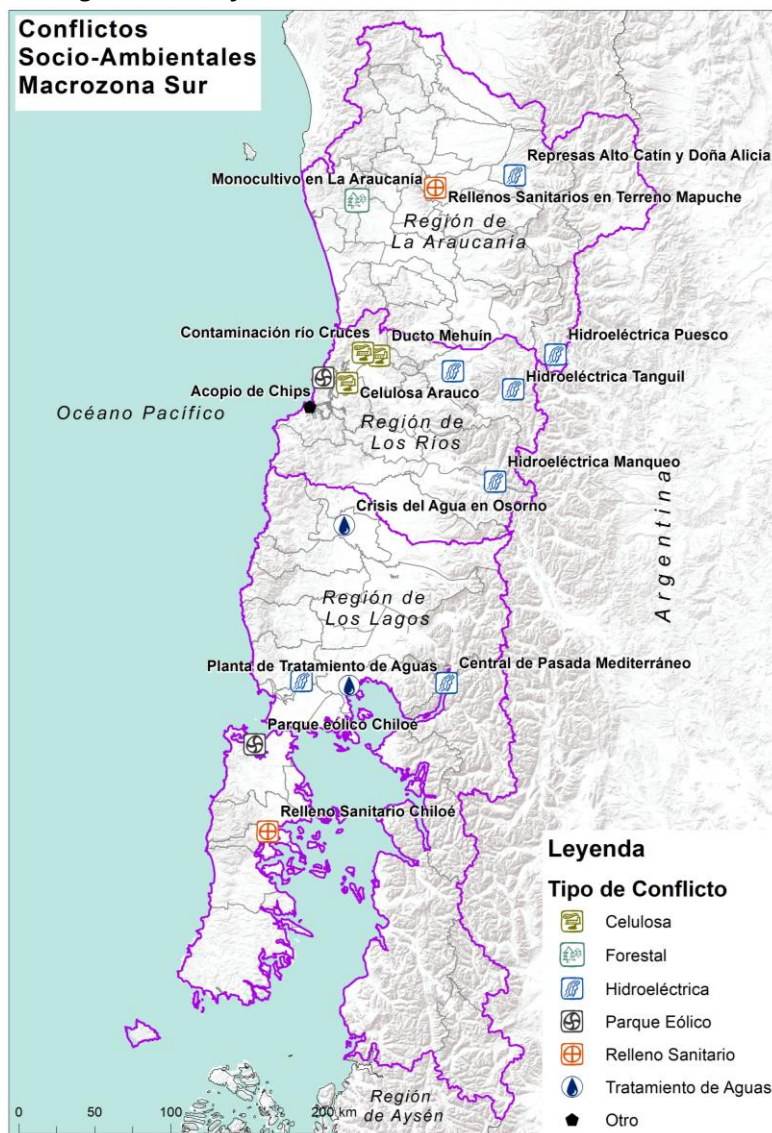 Conflictos
Socio-Ambientales
Macrozona Sur
Represas Alto Catín y Doña Alicia
Monocultivo en La Araucanía
Rellenos Sanitarios en Terreno Mapuche
Región de
La Araucanía
Contaminación río Cruces
Ducto Mehuín
Hidroeléctrica Puesco
Hidroeléctrica Tanguil
Acopio de Chips
Celulosa Arauco
Océano Pacífico
Región de
Los Ríos
Hidroeléctrica Manqueo
Argentina
Crisis del Agua en Osorno
Región de
Los Lagos
Planta de Tratamiento de Aguas
Central de Pasada Mediterráneo
Parque eólico Chiloé
Relleno Sanitario Chiloé
Leyenda
Tipo de Conflicto
Celulosa
Forestal
Hidroeléctrica
Parque Eólico
Relleno Sanitario
Tratamiento de Aguas
Otro
0 50 100 200 km
Región
de Aysén